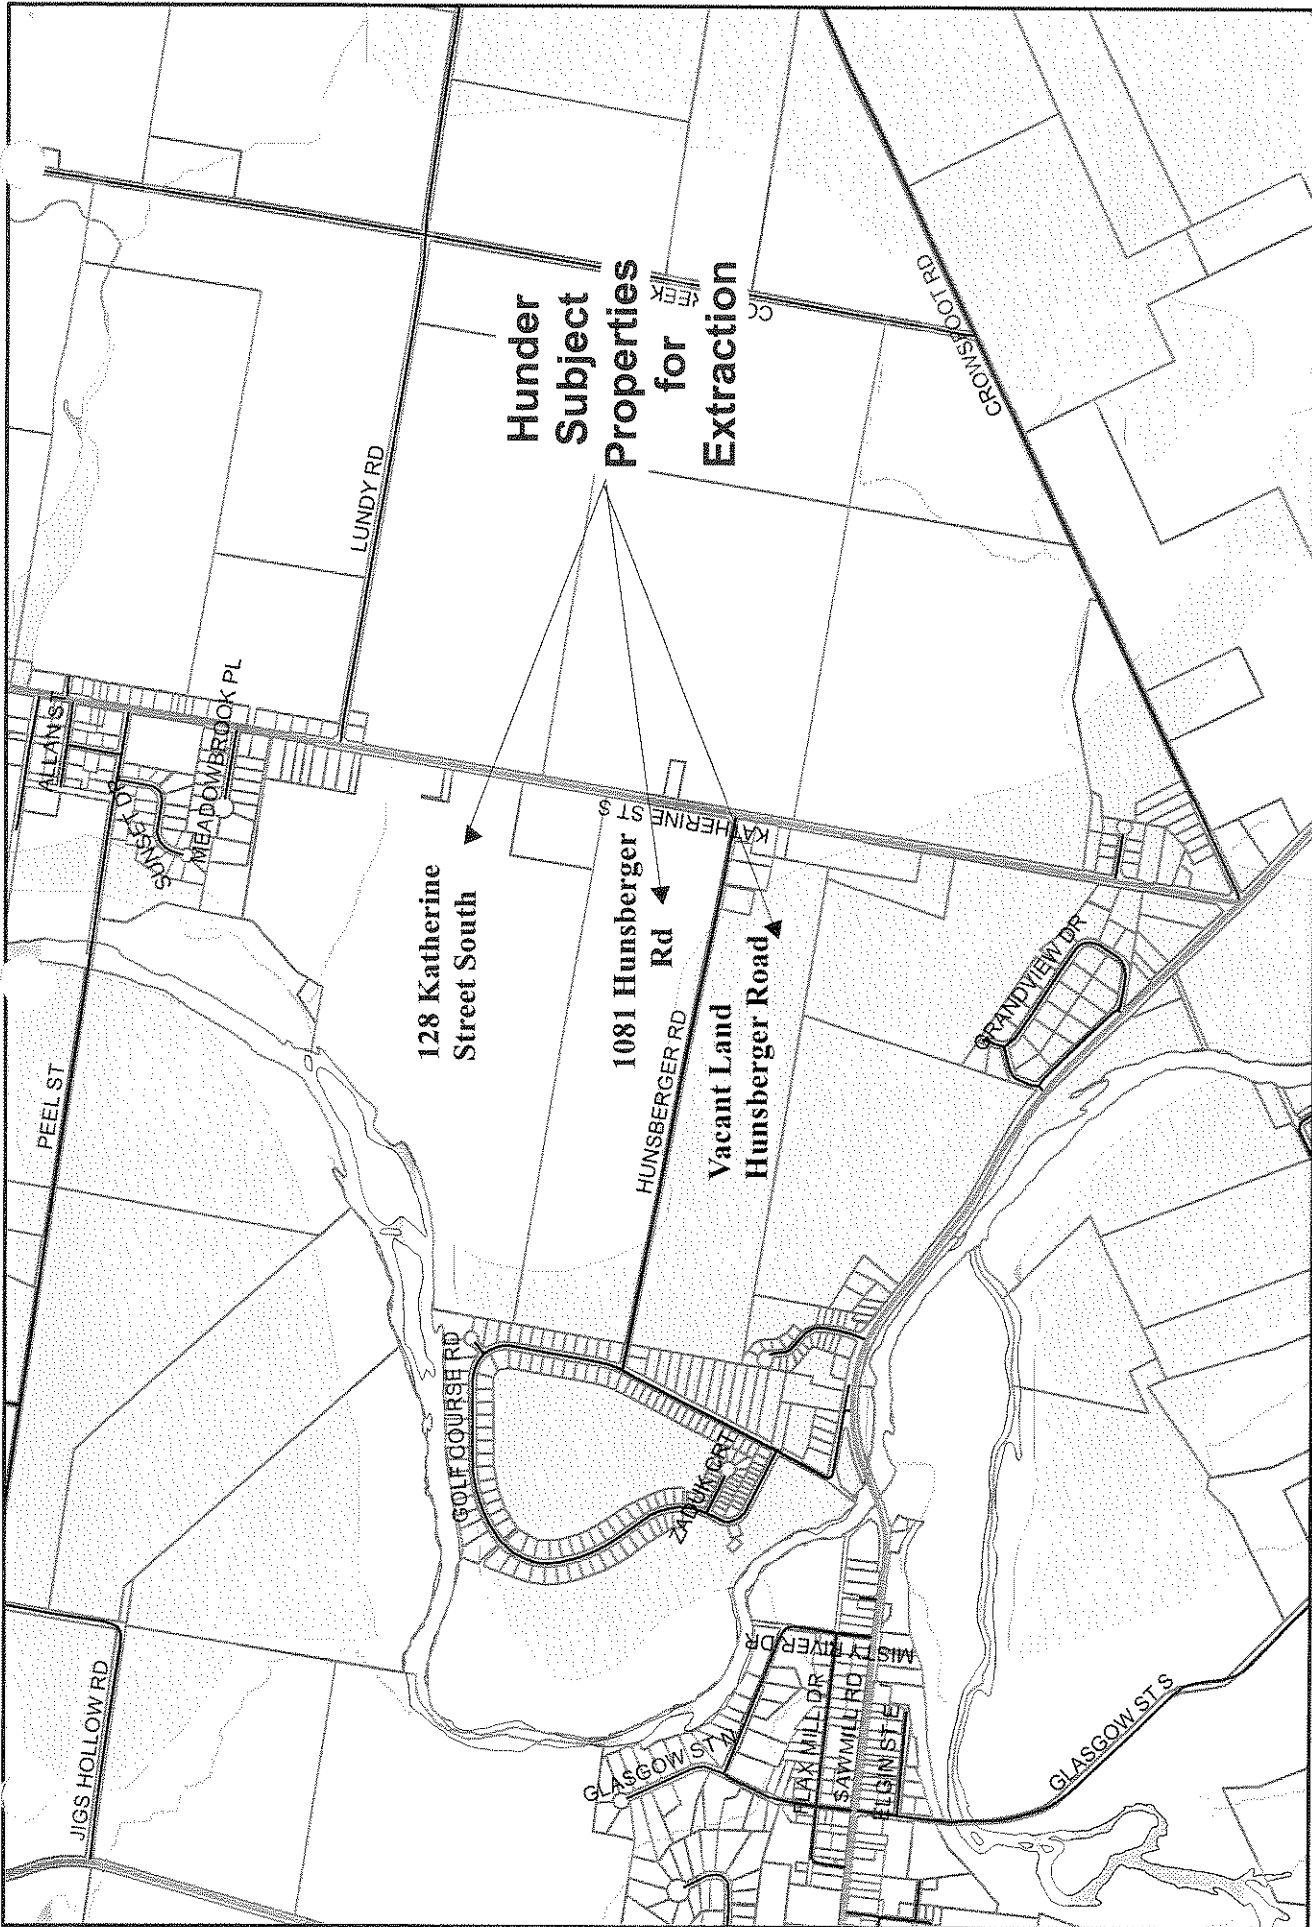 JIGS HOLLOW RD
PEEL ST
ALLAN ST
SUNSET DR
MEADOWBROOK PL
LUNDY RD
GOLF COURSE RD
128 Katherine
Street South
Hunder
Subject
Properties
for
Extraction
GLASGOW ST N
1081 Hunsberger
Rd
KATHERINE ST S
HUNSBERGER RD
ZADUK CRT
Vacant Land
Hunsberger Road
MISTY RIVER DR
FLAX MILL DR
SAWMILL RD
ELGIN ST E
GRANDVIEW DR
CROWSFOOT RD
GLASGOW ST S